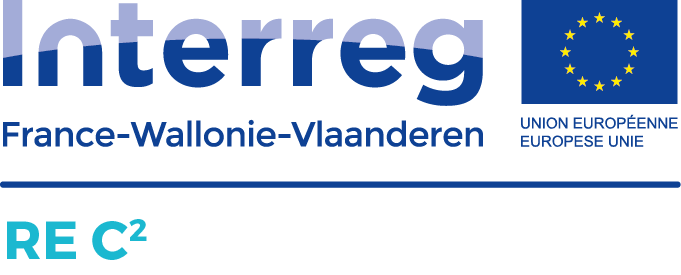 Interreg
France-Wallonie-Vlaanderen
UNION EUROPÉENNE
EUROPESE UNIE
RE C²